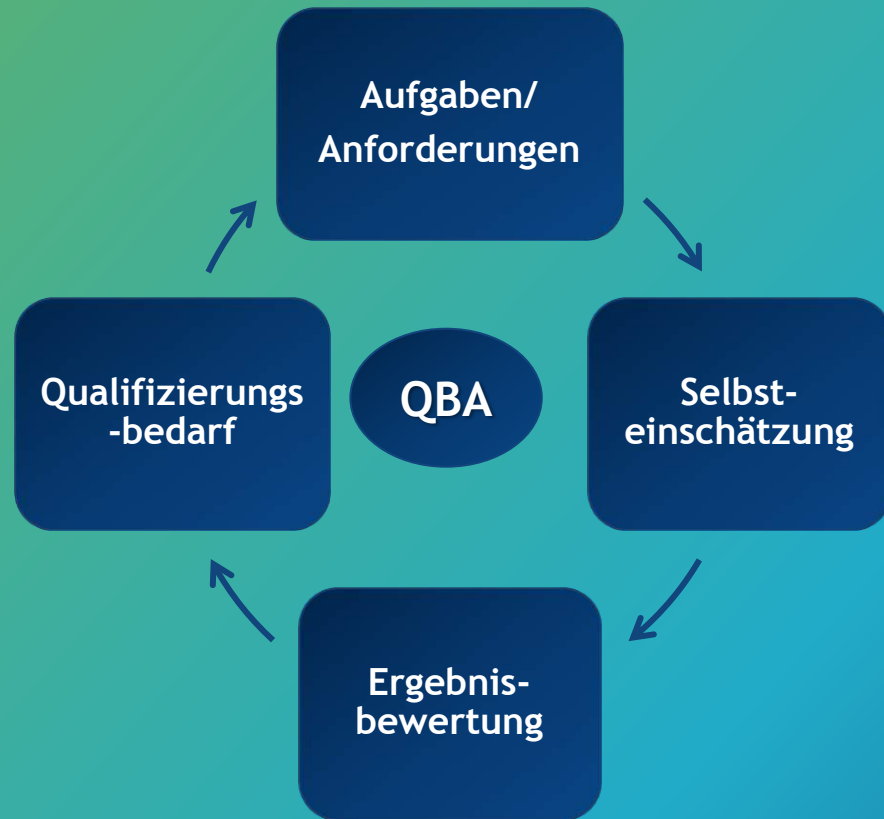 Aufgaben/
Anforderungen
Qualifizierungs
-bedarf
QBA
Selbst-
einschätzung
Ergebnis-
bewertung